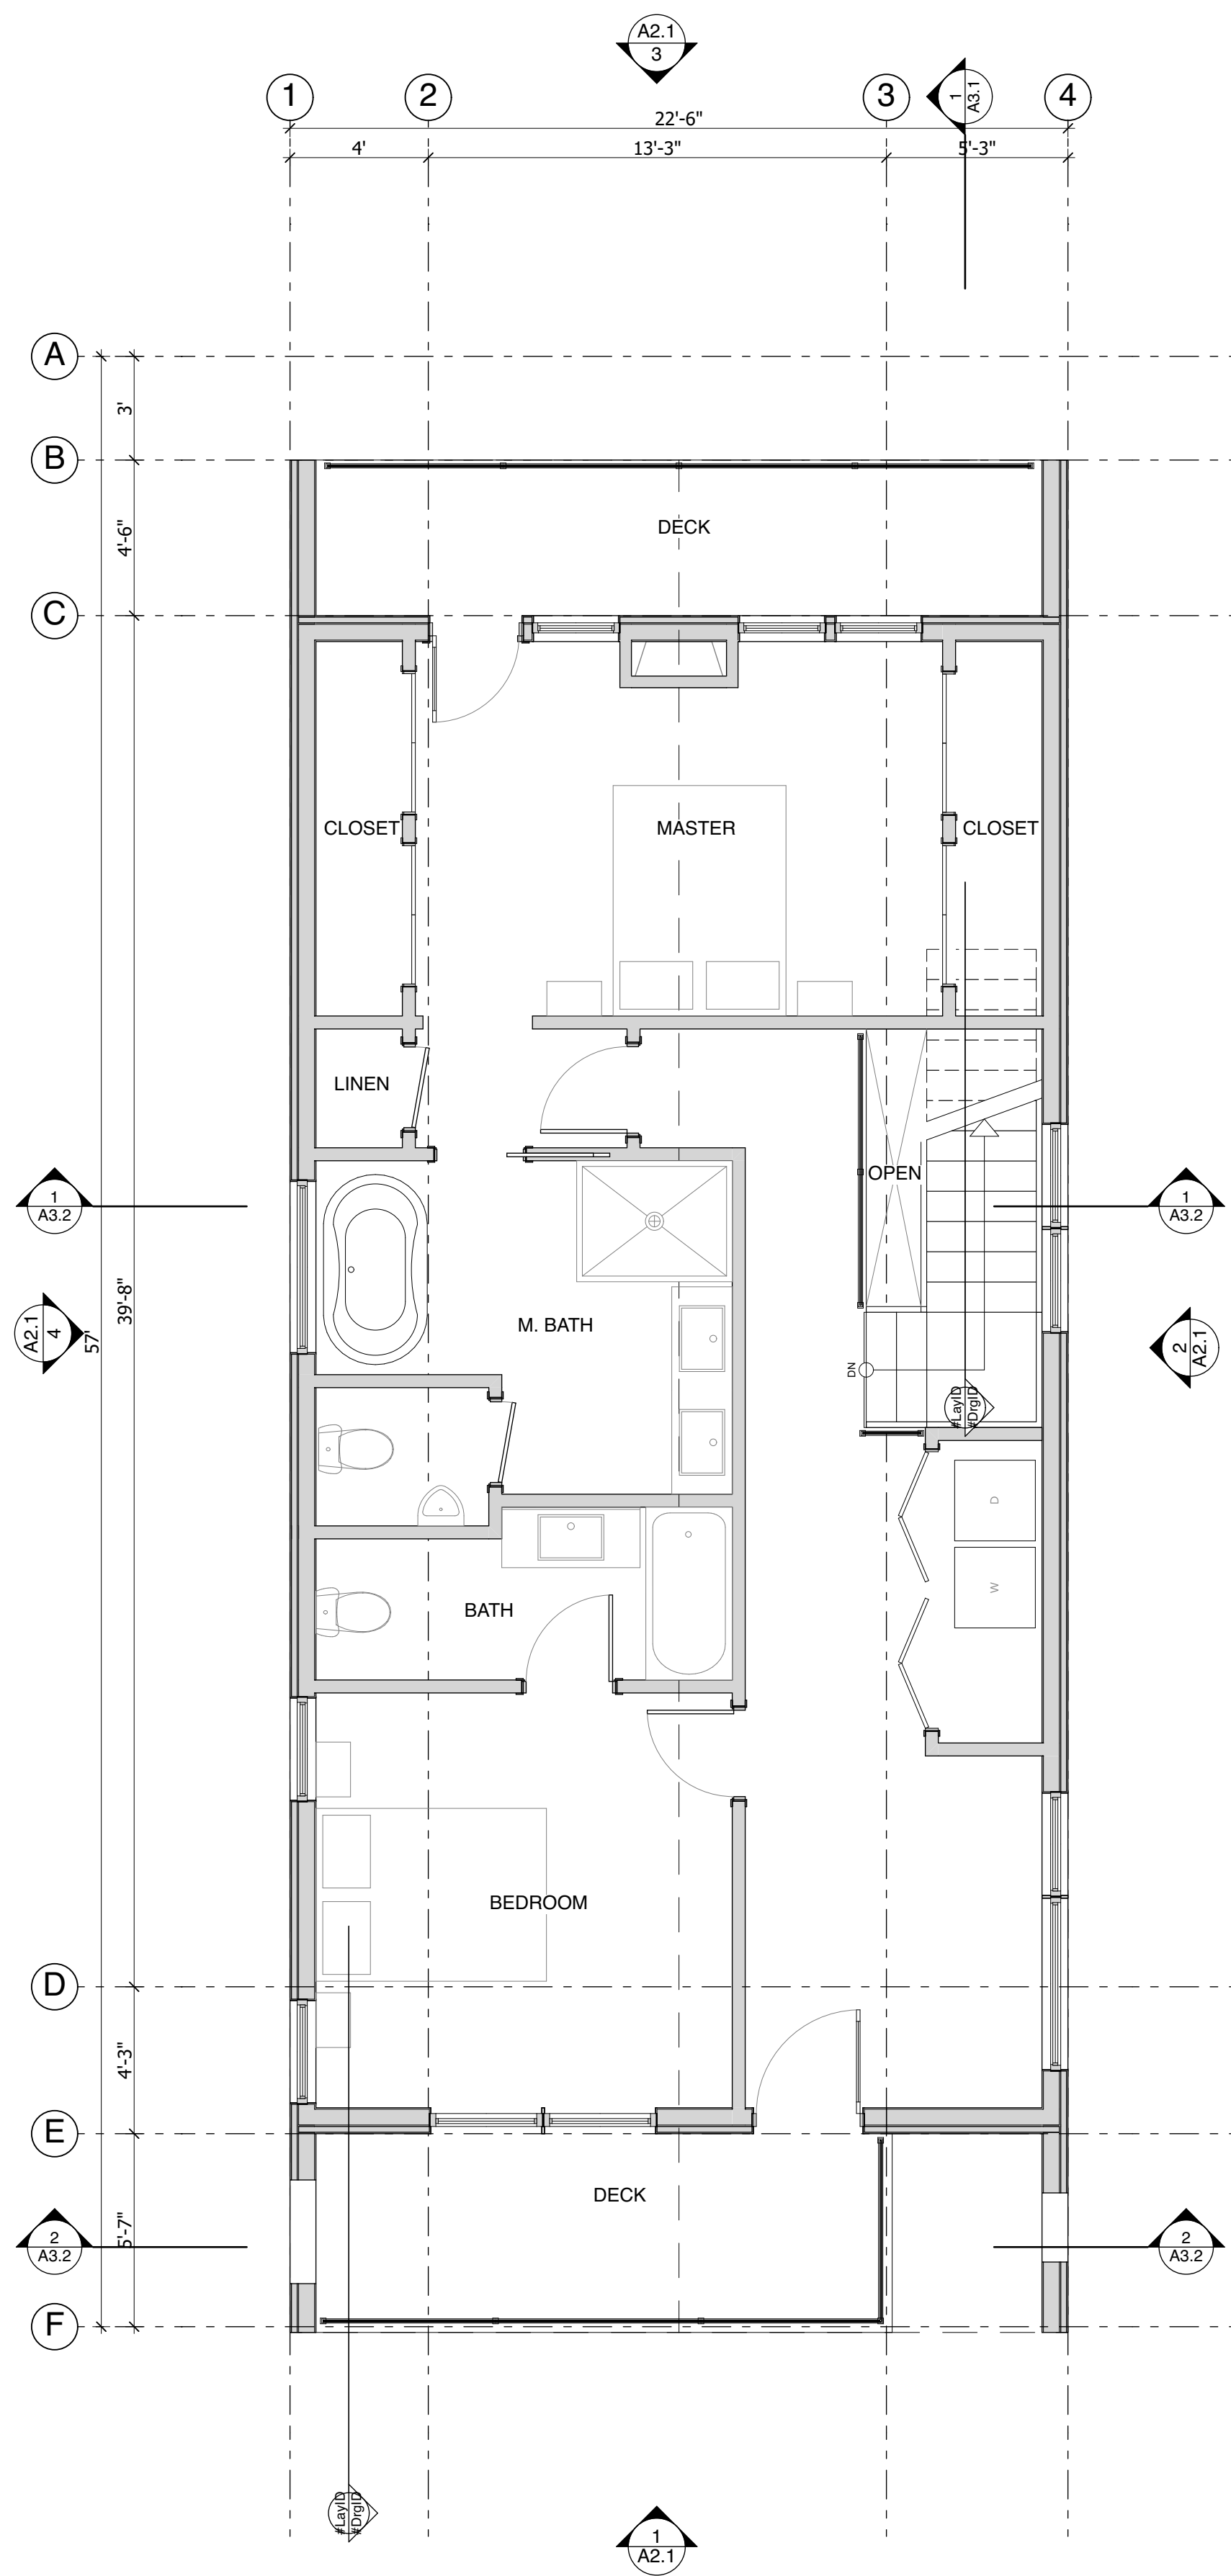 A2.1
3
1
2
3
1
A3.1
4
22'-6"
4'
13'-3"
5'-3"
A
3'
B
4'-6"
DECK
C
CLOSET
MASTER
CLOSET
LINEN
OPEN
1
A3.2
1
A3.2
39'-8"
57'
A2.1
4
M. BATH
2
A2.1
DN
#LayID
#DrgID
D
W
BATH
BEDROOM
D
4'-3"
E
DECK
5'-7"
2
A3.2
2
A3.2
F
#LayID
#DrgID
1
A2.1